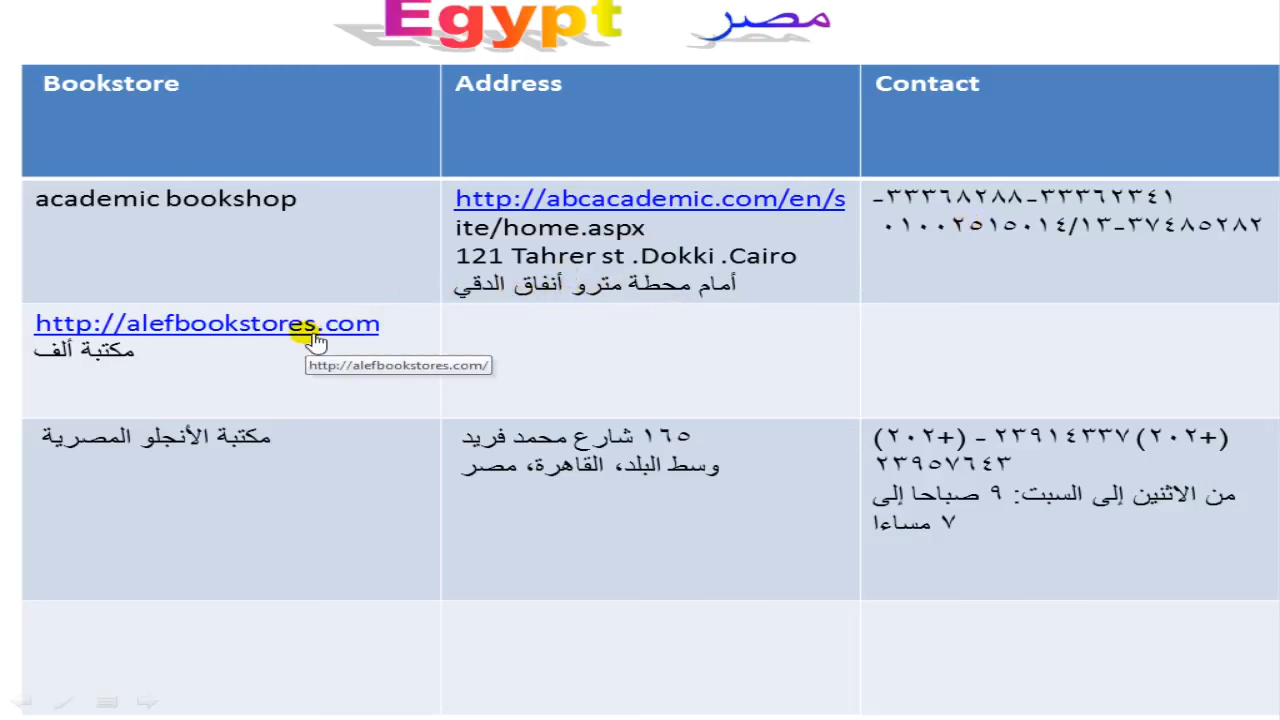 Egypt مصر
Bookstore
Address
Contact
academic bookshop
http://abcacademic.com/en/s
ite/home.aspx
121 Tahrer st .Dokki .Cairo
أمام محطة مترو أنفاق الدقي
-٣٣٣٦٨٢٨٨-٣٣٣٦٢٣٤١
٠١٠٠٢٥١٥٠١٤/١٣-٣٧٤٨٥٢٨٢
http://alefbookstores.com
مكتبة ألف
http://alefbookstores.com/
مكتبة الأنجلو المصرية
١٦٥ شارع محمد فريد
وسط البلد، القاهرة، مصر
(+٢٠٢) ٢٣٩١٤٣٣٧ - (+٢٠٢)
٢٣٩٥٧٦٤٣
من الاثنين إلى السبت: ٩ صباحا إلى
٧ مساءا